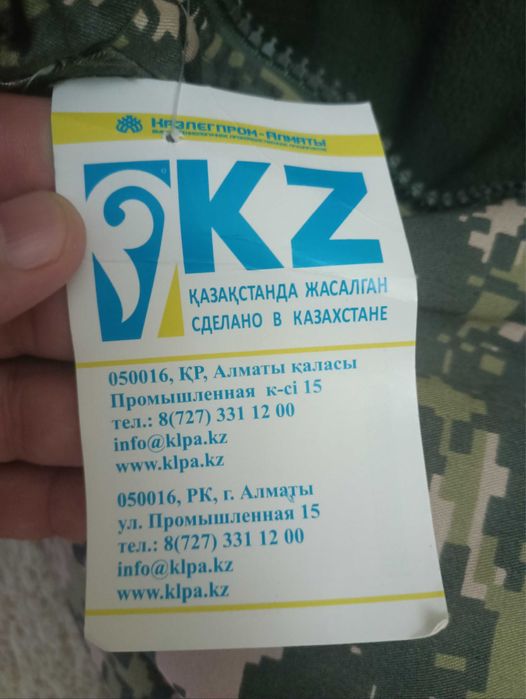 КАЗЛЕГПРОМ-АЛМАТЫ
KZ
ҚАЗАҚСТАНДА ЖАСАЛҒАН
СДЕЛАНО В КАЗАХСТАНЕ
050016, ҚР, Алматы қаласы
Промышленная к-сі 15
тел.: 8(727) 331 12 00
info@klpa.kz
www.klpa.kz
050016, РК, г. Алматы
ул. Промышленная 15
тел.: 8(727) 331 12 00
info@klpa.kz
www.klpa.kz